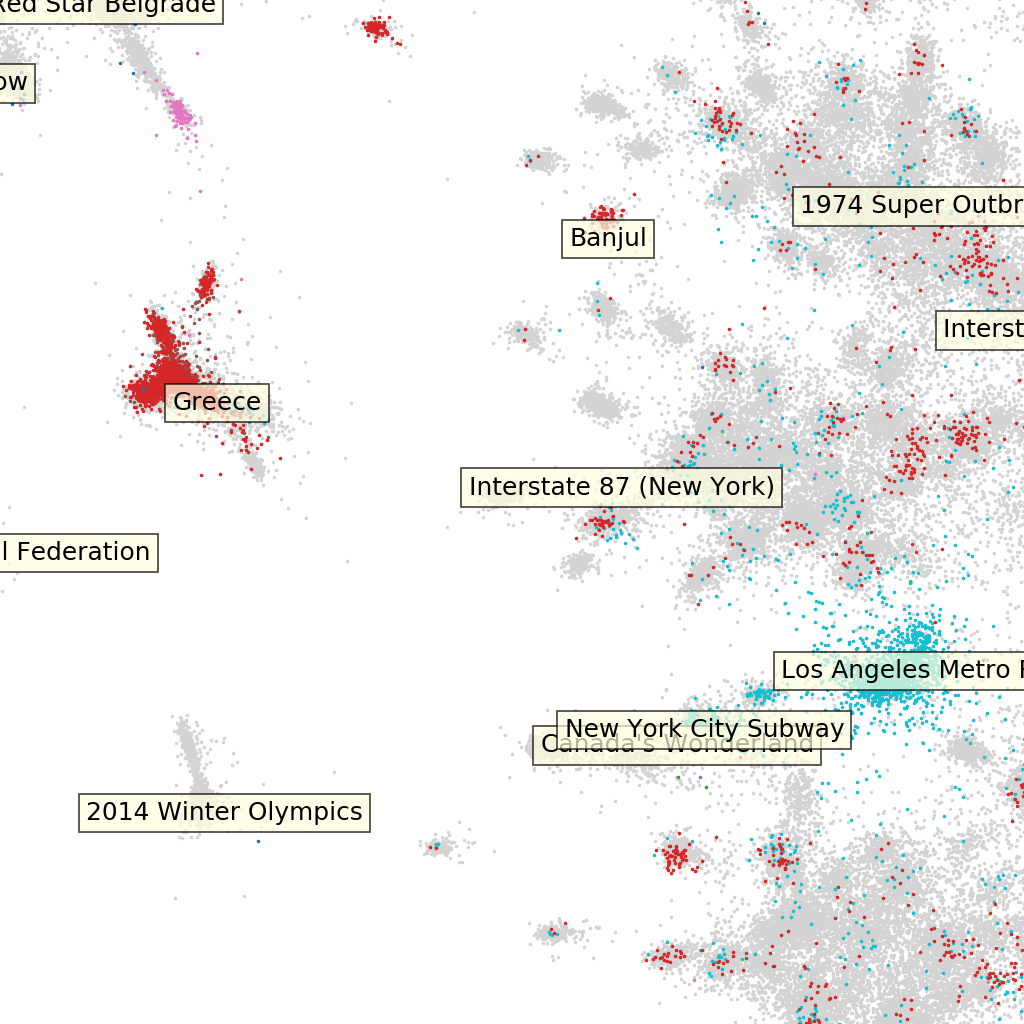 Red Star Belgrade
ow
1974 Super Outbr
Banjul
Interst
Greece
Interstate 87 (New York)
l Federation
Los Angeles Metro
New York City Subway
Canada's Wonderland
2014 Winter Olympics